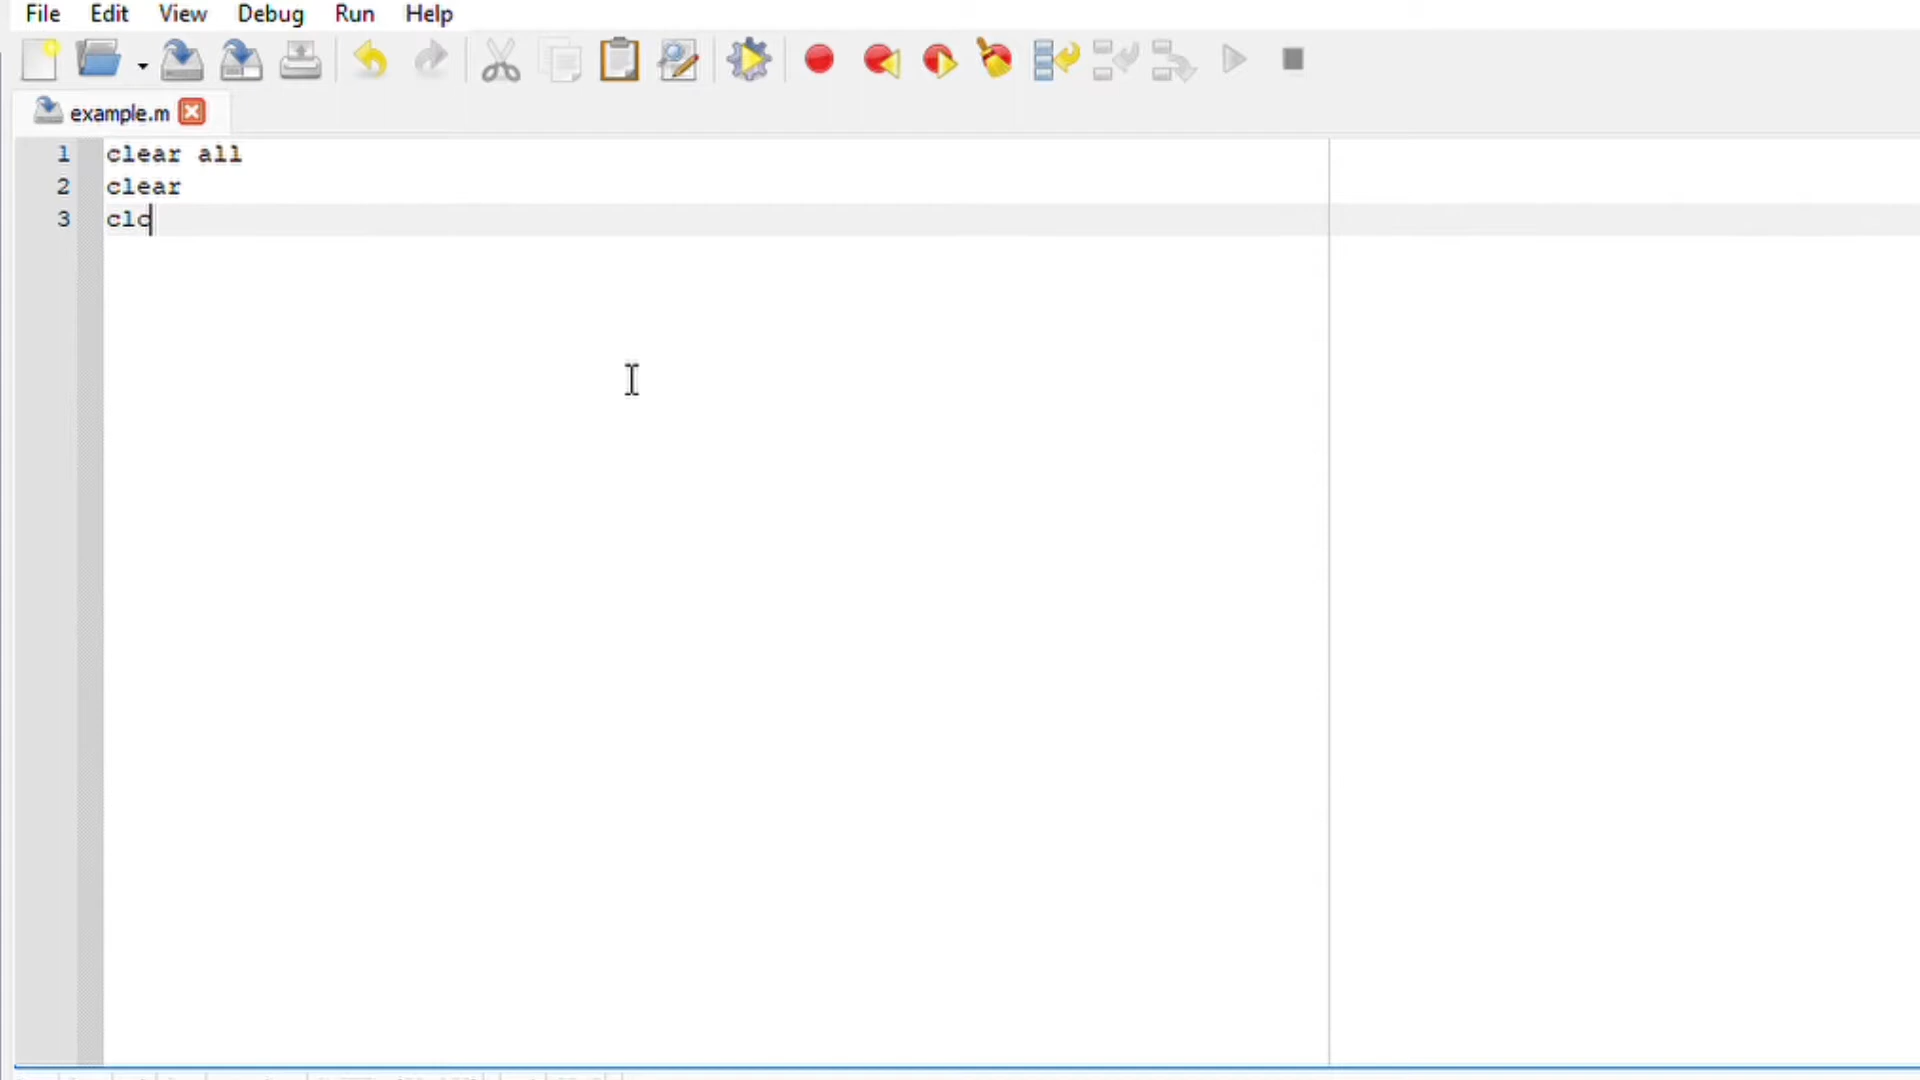 File Edit View Debug Run Help
example.m
1 clear all
2 clear
3 clc